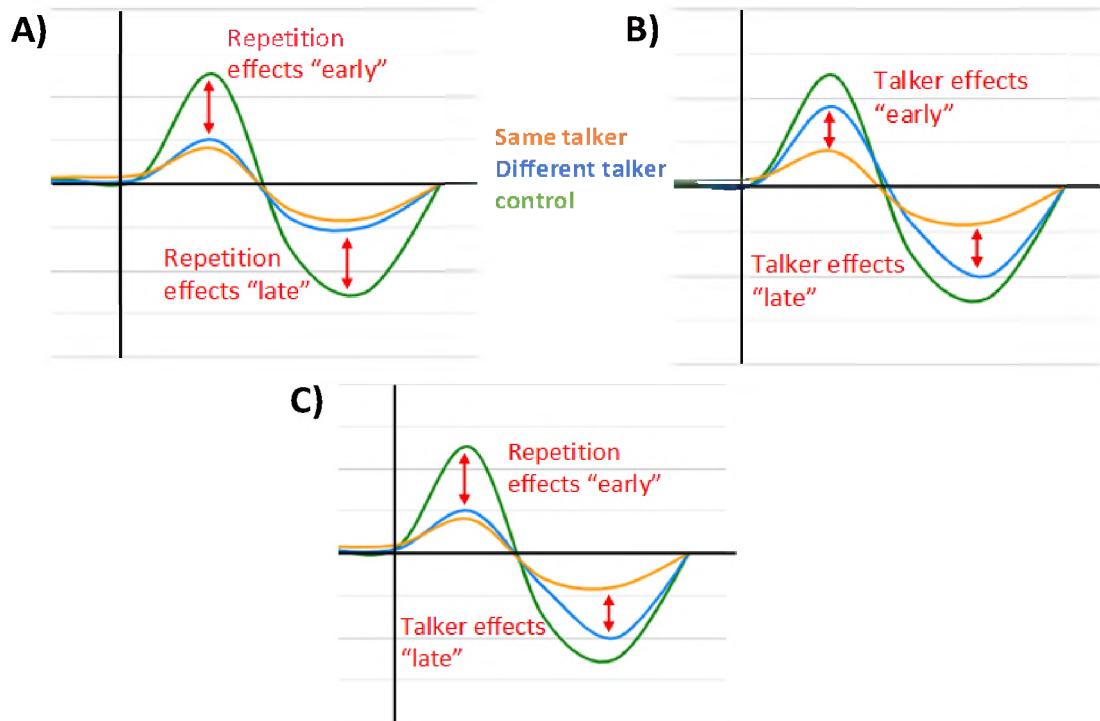 A)
Repetition
effects “early”
Repetition
effects “late”
Same talker
Different talker
control
B)
Talker effects
“early”
Talker effects
“late”
C)
Repetition
effects “early”
Talker effects
“late”